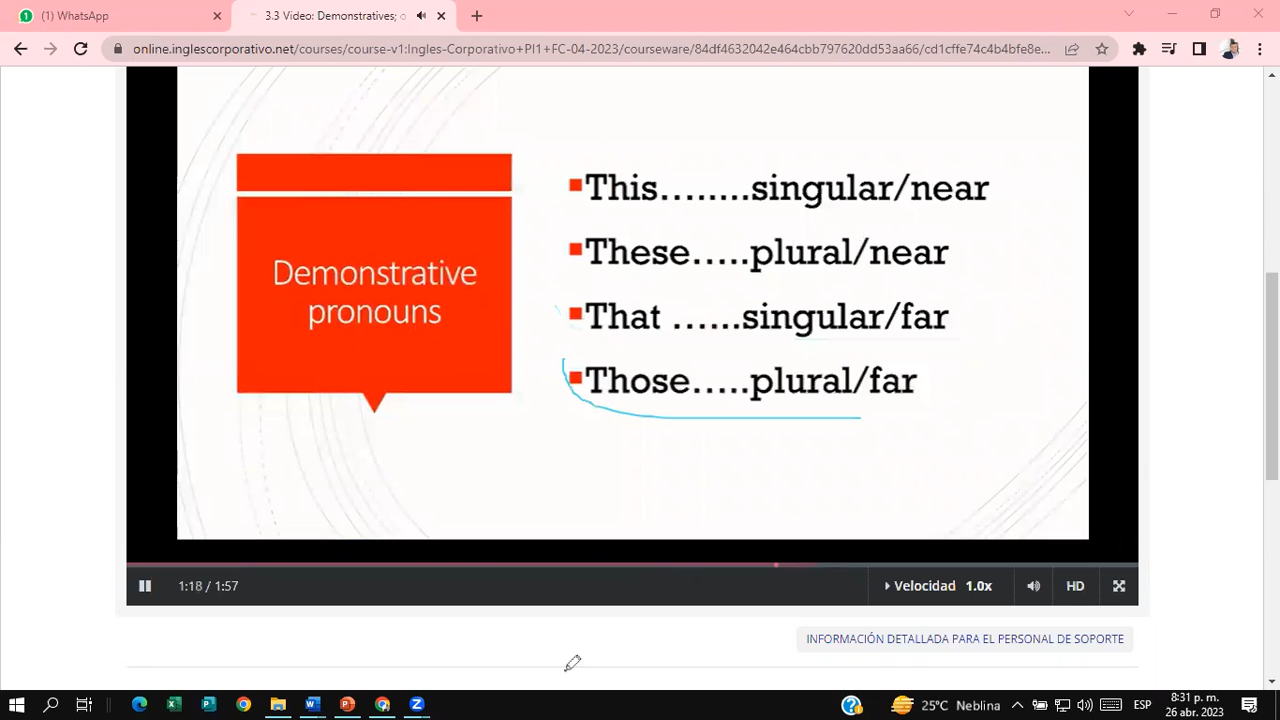 (1) WhatsApp
3.3 Video: Demonstratives; o
online.inglescorporativo.net/courses/course-v1:Ingles-Corporativo+PI1+FC-04-2023/courseware/84df4632042e464cbb797620dd53aa66/cd1cffe74c4b4bfe8e...
Demonstrative
pronouns
This........singular/near
These.....plural/near
That ......singular/far
Those.....plural/far
1:18 / 1:57
Velocidad 1.0x
HD
INFORMACIÓN DETALLADA PARA EL PERSONAL DE SOPORTE
25°C Neblina
ESP
8:31 p. m.
26 abr. 2023